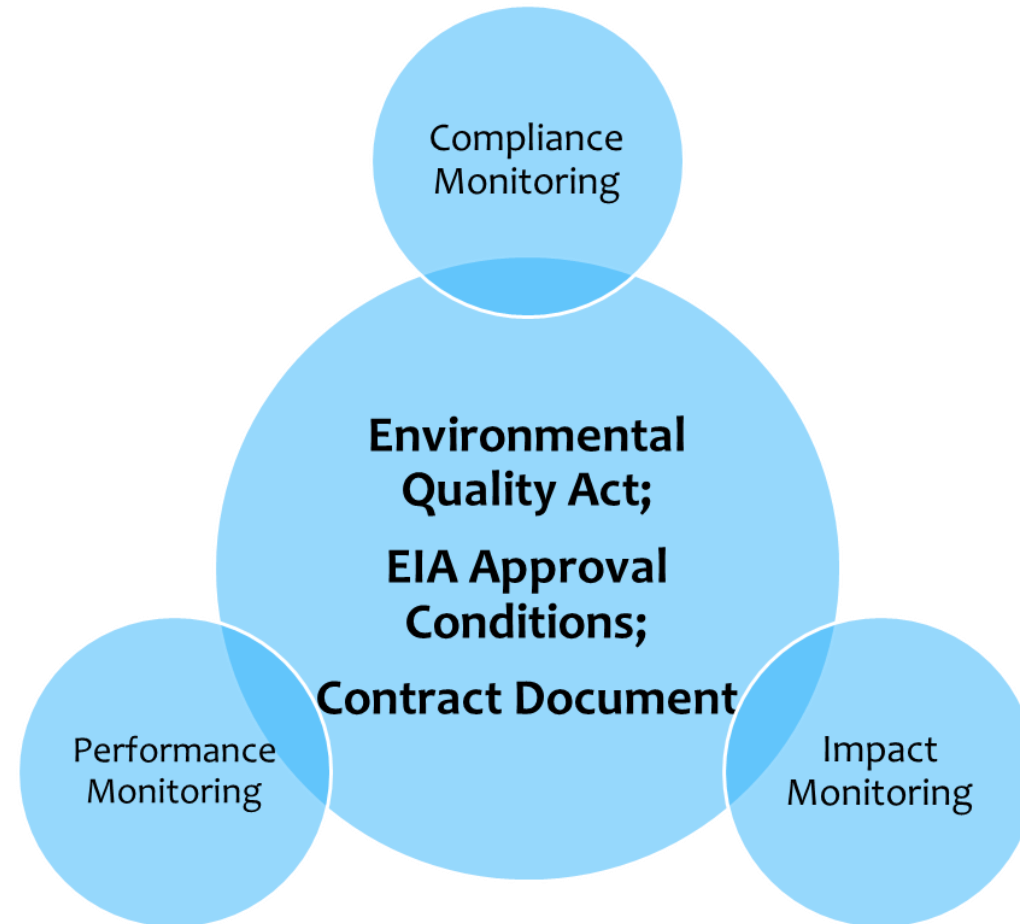 Compliance
Monitoring
Environmental
Quality Act;
EIA Approval
Conditions;
Contract Document
Performance
Monitoring
Impact
Monitoring